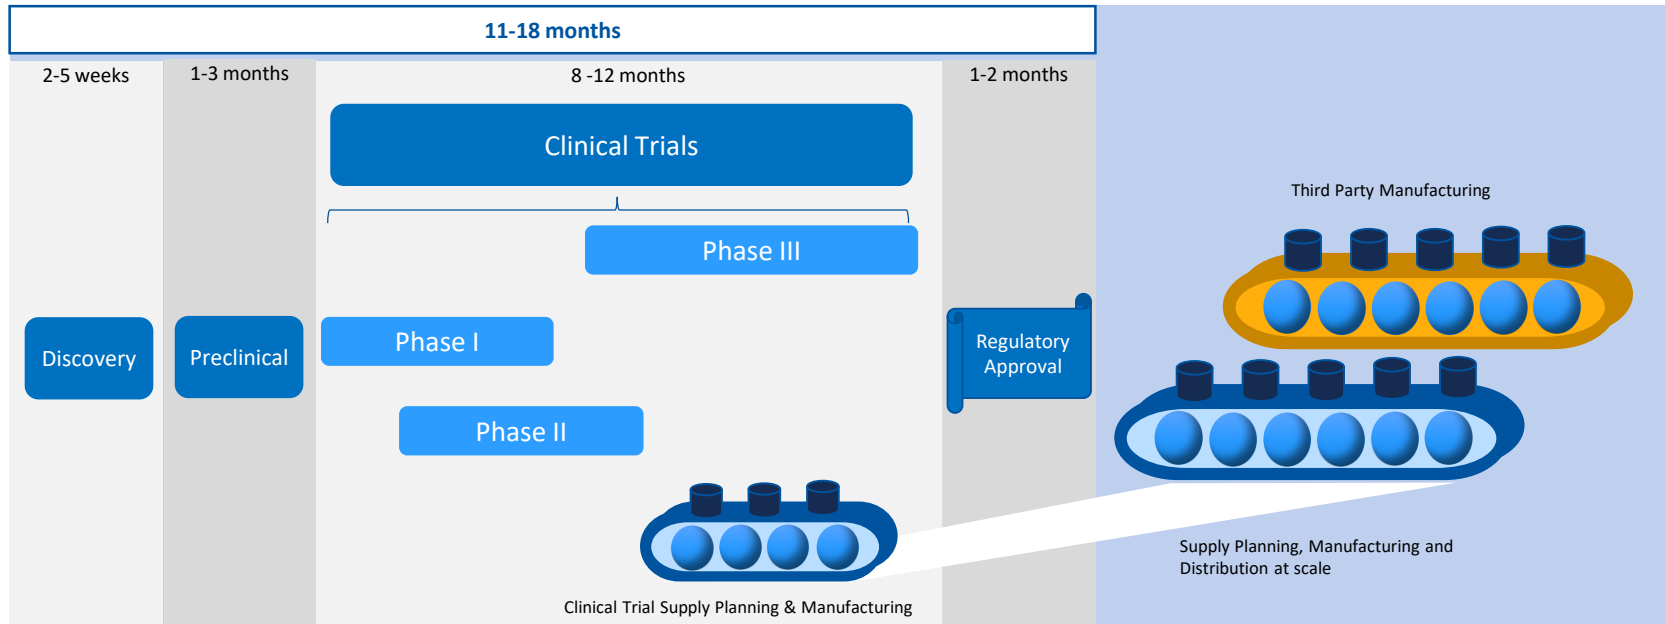 11-18 months
2-5 weeks
1-3 months
8 -12 months
1-2 months
Clinical Trials
Third Party Manufacturing
Phase III
Phase I
Discovery
Preclinical
Regulatory
Approval
Phase II
Supply Planning, Manufacturing and
Distribution at scale
Clinical Trial Supply Planning & Manufacturing